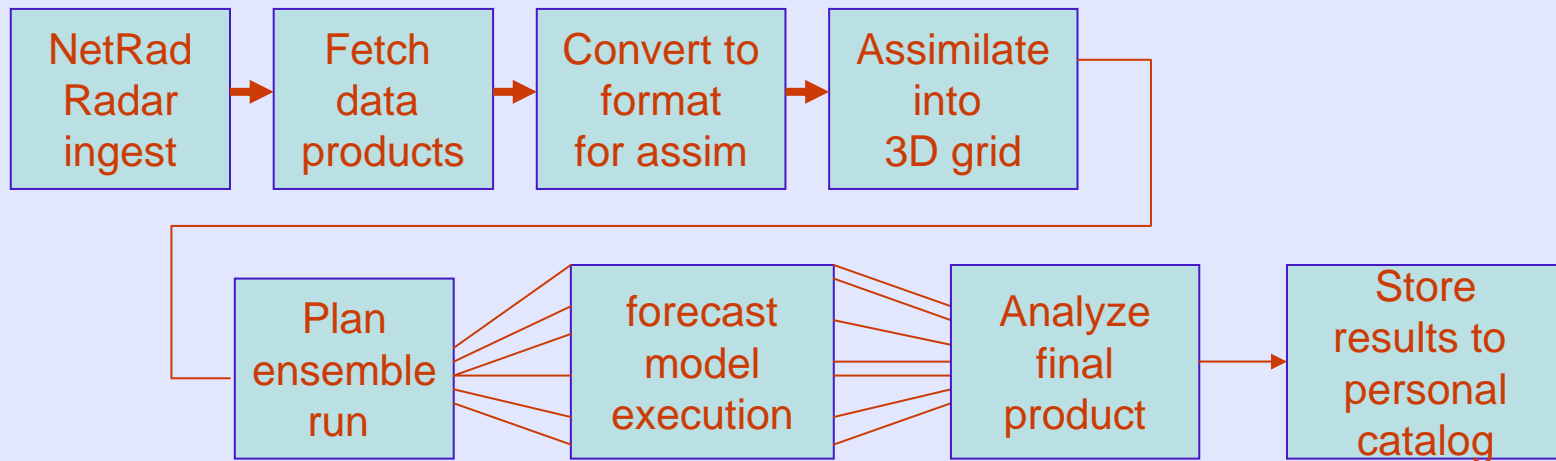 NetRad
Radar
ingest
Fetch
data
products
Convert to
format
for assim
Assimilate
into
3D grid
Plan
ensemble
run
forecast
model
execution
Analyze
final
product
Store
results to
personal
catalog